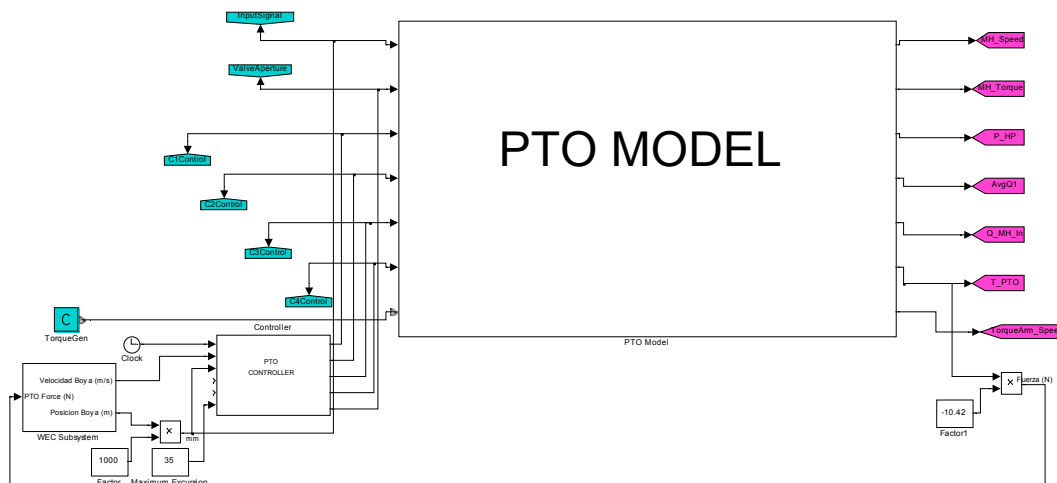 InputSignal
MH_Speed
ValveAperture
MH_Torque
PTO MODEL
P_HP
C1Control
AvgQ1
C2Control
Q_MH_In
C3Control
T_PTO
C4Control
C
TorqueGen
Controller
TorqueArm_Spee
PTO Model
Clock
PTO
CONTROLLER
Velocidad Boya (m/s)
PTO Force (N)
Posicion Boya (m)
WEC Subsystem
×
mm
1000
Factor
35
Maximum Excursion
×
Fuerza (N)
-10.42
Factor1